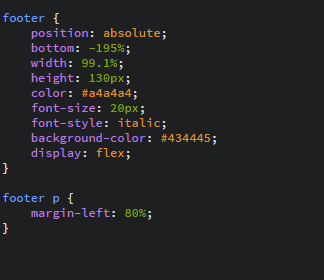 footer {
    position: absolute;
    bottom: -195%;
    width: 99.1%;
    height: 130px;
    color: #a4a4a4;
    font-size: 20px;
    font-style: italic;
    background-color: #434445;
    display: flex;
}
footer p {
    margin-left: 80%;
}